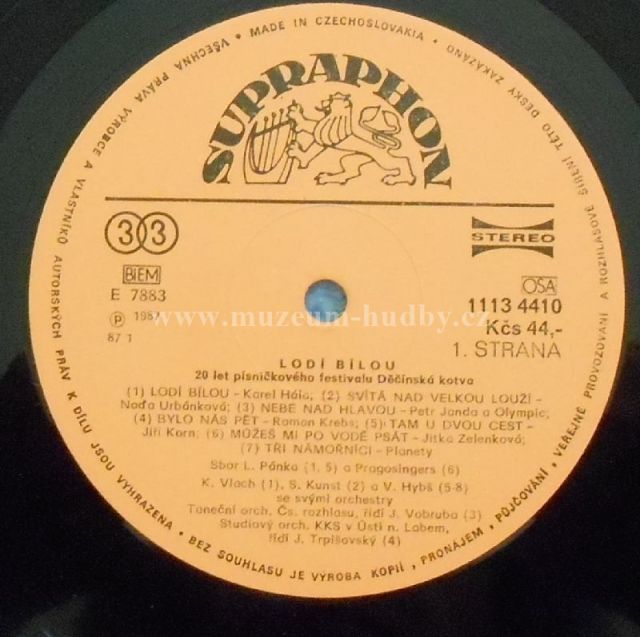 MADE IN CZECHOSLOVAKIA • ROZMNOŽOVÁNÍ TÉTO DESKY ZAKÁZÁNO
VŠECHNA PRÁVA VÝROBCE A VLASTNÍKŮ AUTORSKÝCH PRÁV K DÍLU JSOU VYHRAZENA • BEZ SOUHLASU JE VÝROBA KOPIÍ, PRONÁJEM, PŮJČOVÁNÍ, VEŘEJNÉ PROVOZOVÁNÍ A ROZHLASOVÉ ŠÍŘENÍ TÉTO DESKY ZAKÁZÁNO •
SUPRAPHON
33
STEREO
BIEM
OSA
E 7883
1113 4410
℗ 1987
Kčs 44,-
87 1
1. STRANA
www.muzeum-hudby.cz
LODÍ BÍLOU
20 let písničkového festivalu Děčínská kotva
(1) LODÍ BÍLOU – Karel Hála; (2) SVÍTÁ NAD VELKOU LOUŽÍ –
Naďa Urbánková; (3) NEBE NAD HLAVOU – Petr Janda a Olympic;
(4) BYLO NÁS PĚT – Roman Krebs; (5) TAM U DVOU CEST –
Jiří Korn; (6) MŮŽEŠ MI PO VODĚ PSÁT – Jitka Zelenková;
(7) TŘI NÁMOŘNÍCI – Planety
Sbor L. Pánka (1, 5) a Pragosingers (6)
K. Vlach (1), S. Kunst (2) a V. Hybš (5-8)
se svými orchestry
Taneční orch. Čs. rozhlasu, řídí J. Vobruba (3)
Studiový orch. KKS v Ústí n. Labem,
řídí J. Trpišovský (4)